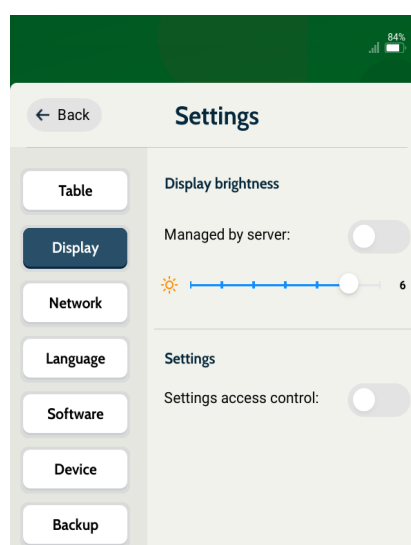 84%
← Back
Settings
Table
Display
Network
Language
Software
Device
Backup
Display brightness
Managed by server:
6
Settings
Settings access control: